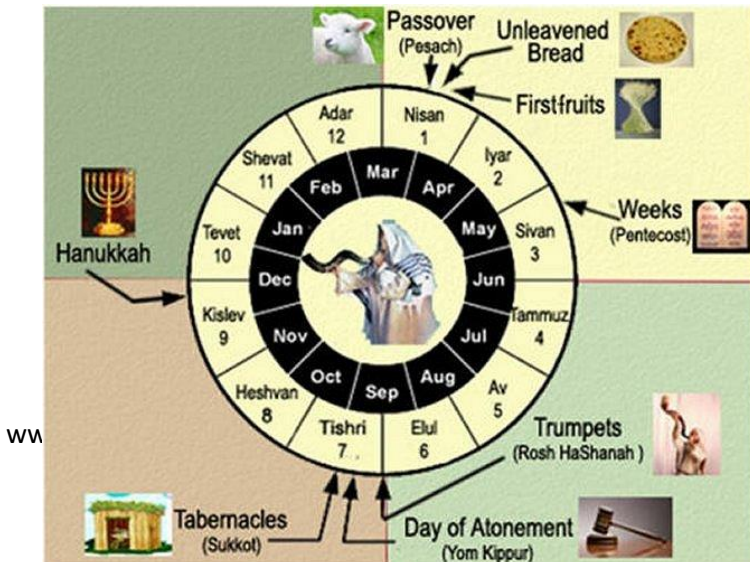 Passover
(Pesach)
Unleavened
Bread
Firstfruits
Weeks
(Pentecost)
Trumpets
(Rosh HaShanah )
Day of Atonement
(Yom Kippur)
Tabernacles
(Sukkot)
Hanukkah
Nisan
1
Iyar
2
Sivan
3
Tammuz
4
Av
5
Elul
6
Tishri
7
Heshvan
8
Kislev
9
Tevet
10
Shevat
11
Adar
12
Mar
Apr
May
Jun
Jul
Aug
Sep
Oct
Nov
Dec
Jan
Feb